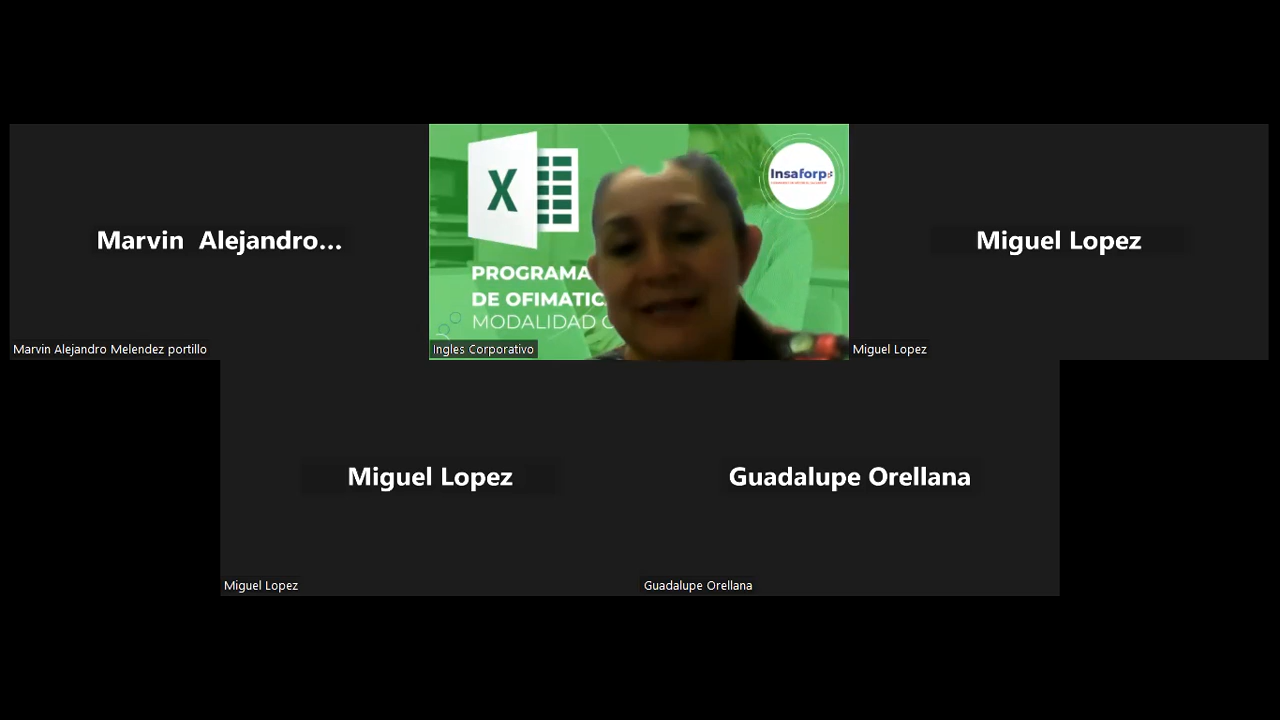 Marvin  Alejandro...
Marvin Alejandro Melendez portillo
X
Insaforp
PROGRAMA
DE OFIMATIC
MODALIDAD
Ingles Corporativo
Miguel Lopez
Miguel Lopez
Miguel Lopez
Miguel Lopez
Guadalupe Orellana
Guadalupe Orellana